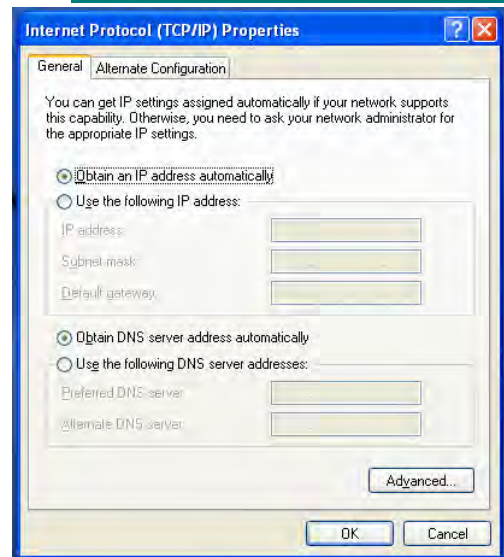 Internet Protocol (TCP/IP) Properties
General
Alternate Configuration
You can get IP settings assigned automatically if your network supports
this capability. Otherwise, you need to ask your network administrator for
the appropriate IP settings.
Obtain an IP address automatically
Use the following IP address:
IP address:
Subnet mask:
Default gateway:
Obtain DNS server address automatically
Use the following DNS server addresses:
Preferred DNS server:
Alternate DNS server:
Advanced...
OK
Cancel